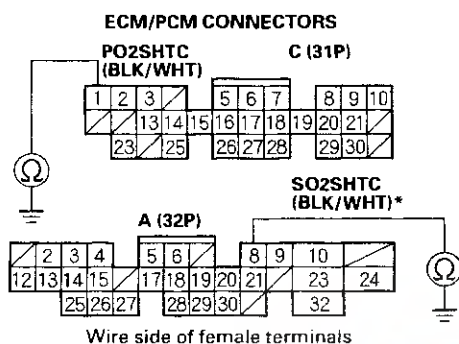 ECM/PCM CONNECTORS
PO2SHTC
(BLK/WHT)
C (31P)
1 2 3 5 6 7 8 9 10
13 14 15 16 17 18 19 20 21
23 25 26 27 28 29 30
Ω
SO2SHTC
(BLK/WHT)*
A (32P)
2 3 4 5 6 8 9 10
12 13 14 15 17 18 19 20 21 23 24
25 26 27 28 29 30 32
Ω
Wire side of female terminals